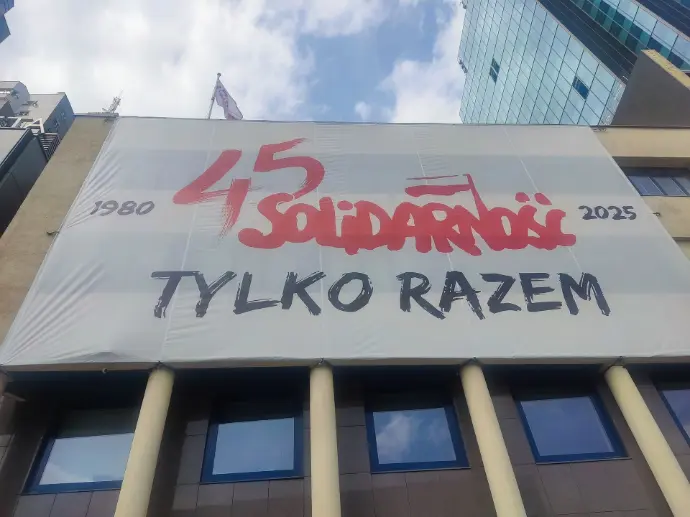 45
1980 SOLIDARNOŚĆ 2025
TYLKO RAZEM